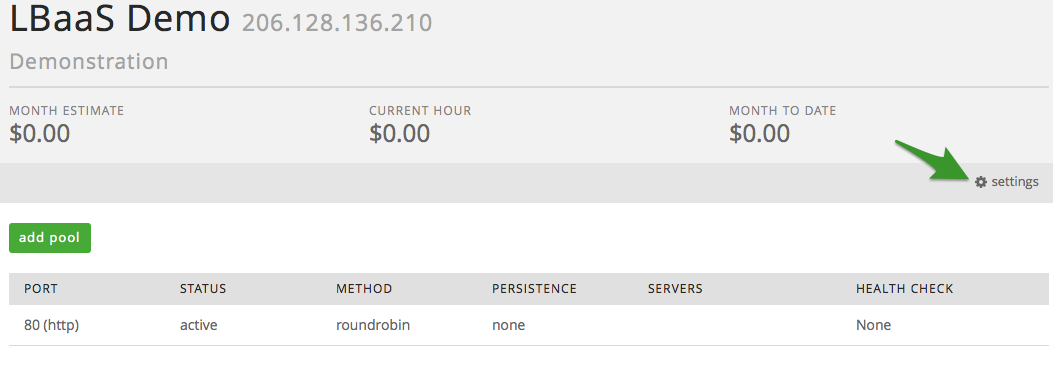 LBaaS Demo 206.128.136.210
Demonstration
MONTH ESTIMATE CURRENT HOUR MONTH TO DATE
$0.00 $0.00 $0.00
settings
add pool
PORT STATUS METHOD PERSISTENCE SERVERS HEALTH CHECK
80 (http) active roundrobin none None